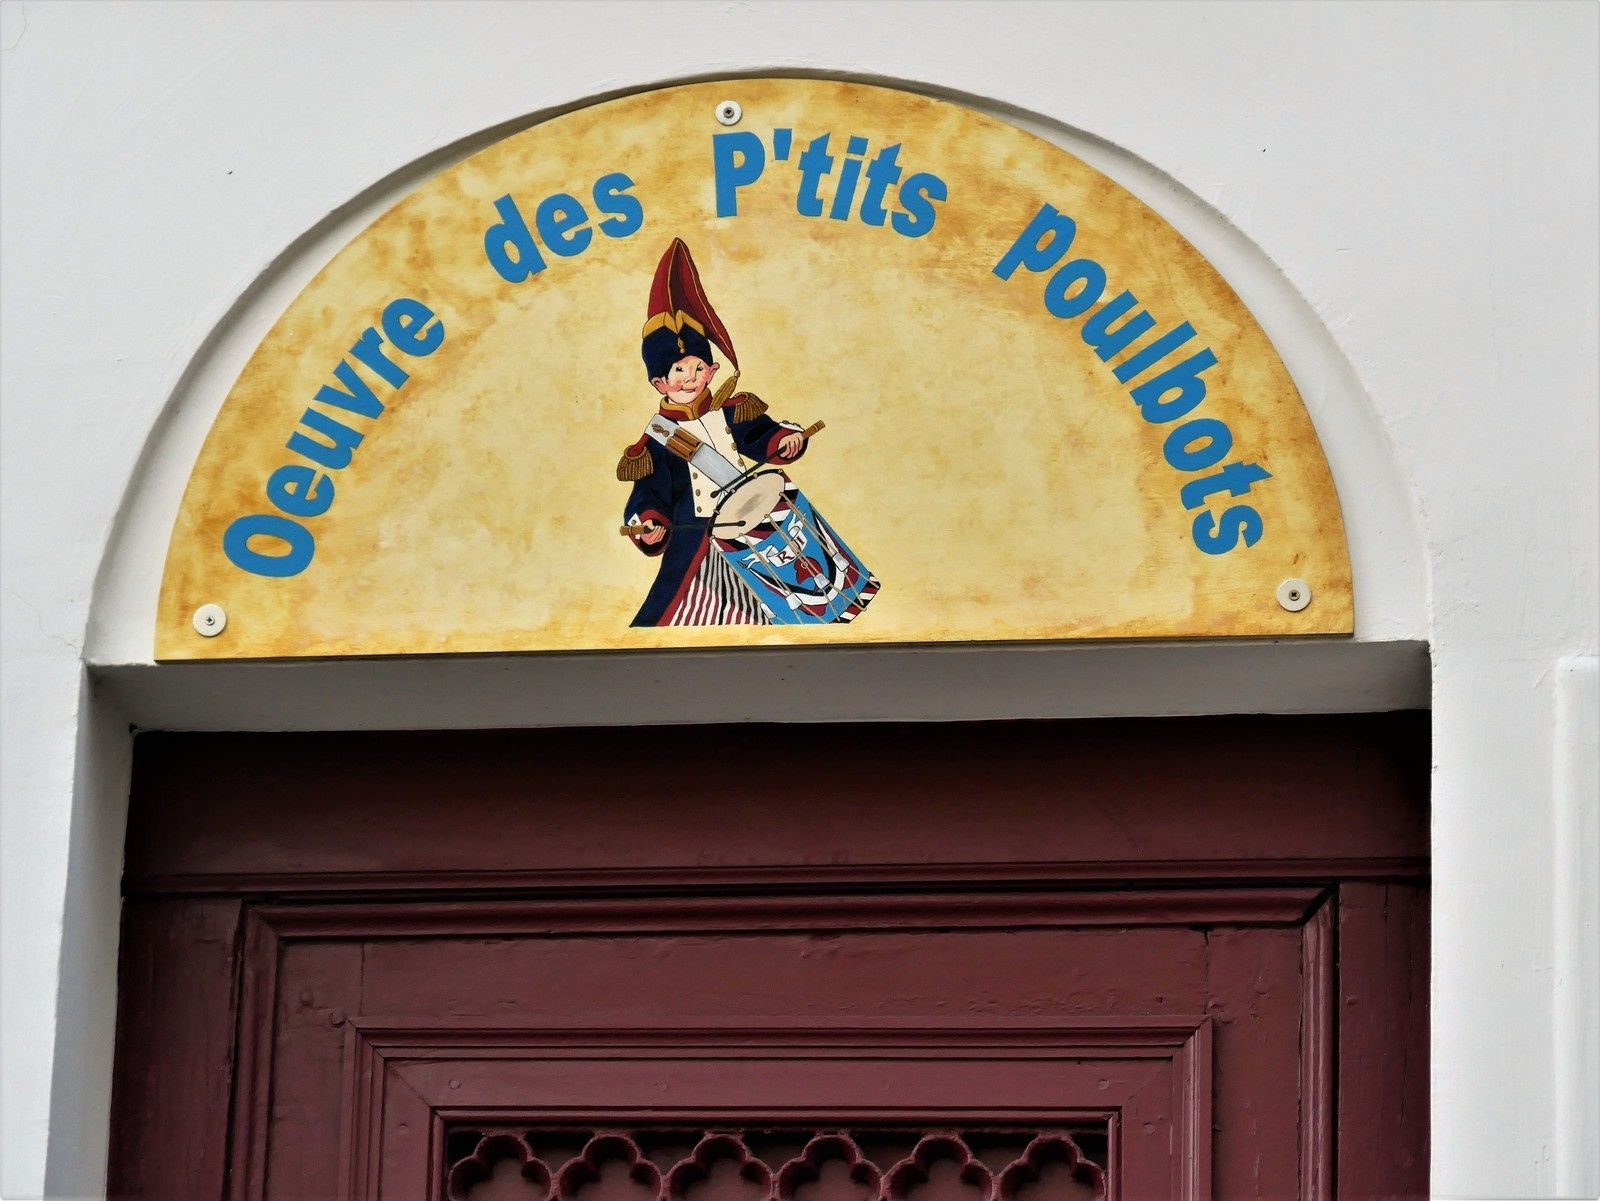 Oeuvre des P'tits poulbots